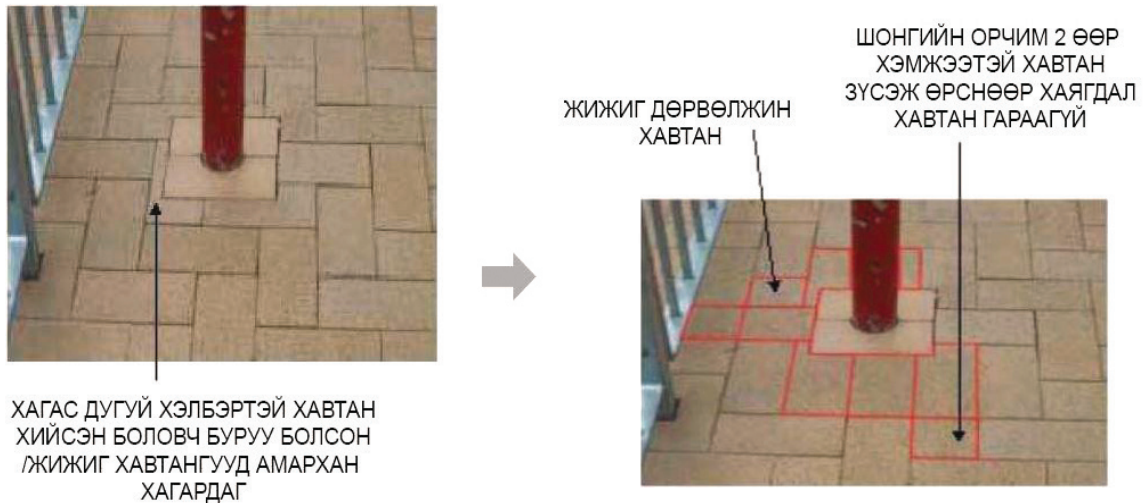 ШОНГИЙН ОРЧИМ 2 ӨӨР
ХЭМЖЭЭТЭЙ ХАВТАН
ЗҮСЭЖ ӨРСНӨӨР ХАЯГДАЛ
ХАВТАН ГАРААГҮЙ
ЖИЖИГ ДӨРВӨЛЖИН
ХАВТАН
ХАГАС ДУГУЙ ХЭЛБЭРТЭЙ ХАВТАН
ХИЙСЭН БОЛОВЧ БУРУУ БОЛСОН
/ЖИЖИГ ХАВТАНГУУД АМАРХАН
ХАГАРДАГ